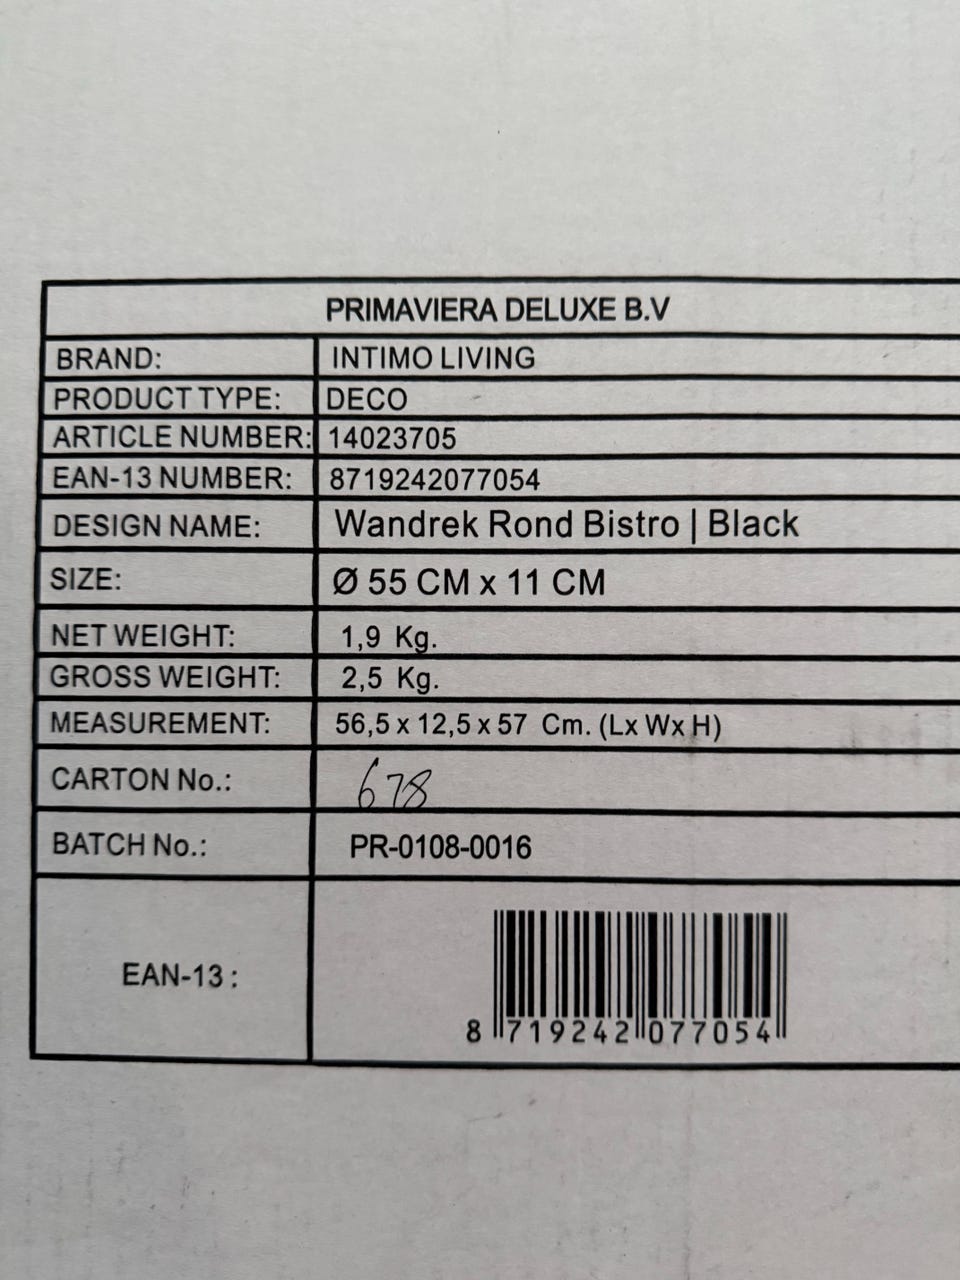 PRIMAVIERA DELUXE B.V
BRAND: INTIMO LIVING
PRODUCT TYPE: DECO
ARTICLE NUMBER: 14023705
EAN-13 NUMBER: 8719242077054
DESIGN NAME: Wandrek Rond Bistro | Black
SIZE: Ø 55 CM x 11 CM
NET WEIGHT: 1,9 Kg.
GROSS WEIGHT: 2,5 Kg.
MEASUREMENT: 56,5 x 12,5 x 57 Cm. (Lx Wx H)
CARTON No.: 678
BATCH No.: PR-0108-0016
EAN-13 :
8 719242 077054